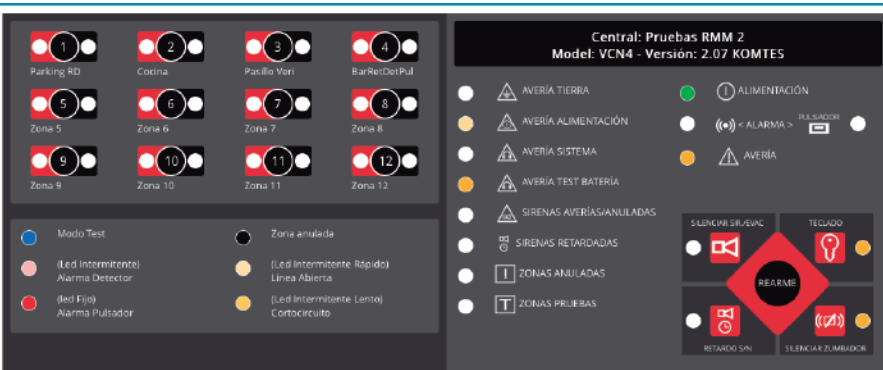 1
2
3
4
Parking RD
Cocina
Pasillo Veri
BarRetDetPul
5
6
7
8
Zona 5
Zona 6
Zona 7
Zona 8
9
10
11
12
Zona 9
Zona 10
Zona 11
Zona 12
Modo Test
Zona anulada
(Led Intermitente)
Alarma Detector
(Led Intermitente Rápido)
Linea Abierta
(led Fijo)
Alarma Pulsador
(Led Intermitente Lento)
Cortocircuito
Central: Pruebas RMM 2
Model: VCN4 - Versión: 2.07 KOMTES
AVERÍA TIERRA
AVERÍA ALIMENTACIÓN
AVERÍA SISTEMA
AVERÍA TEST BATERÍA
SIRENAS AVERÍAS/ANULADAS
SIRENAS RETARDADAS
! ZONAS ANULADAS
T ZONAS PRUEBAS
ALIMENTACIÓN
< ALARMA >
PULSADOR
AVERÍA
SILENCIAR SIR./EVAC
TECLADO
REARME
RETARDO S/N
SILENCIAR ZUMBADOR